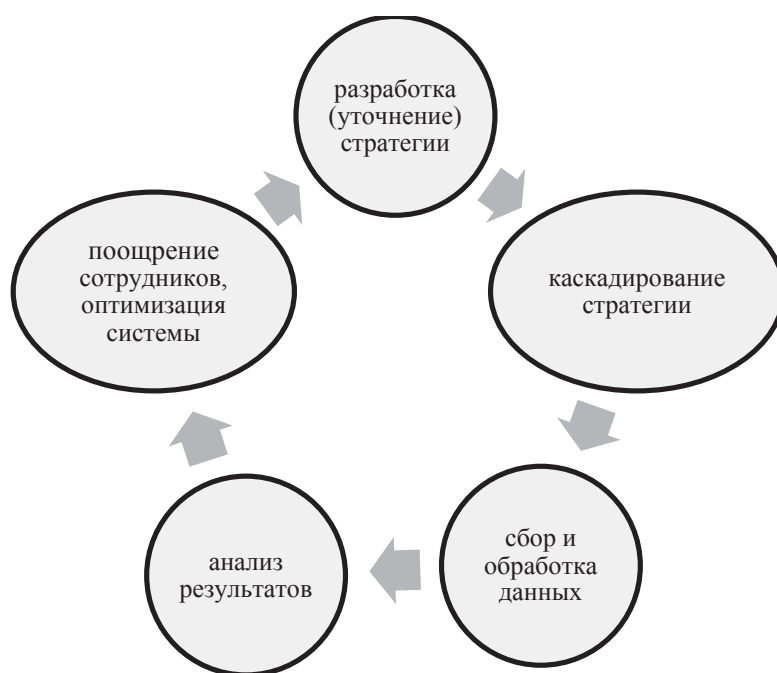 разработка
(уточнение)
стратегии
каскадирование
стратегии
сбор и
обработка
данных
анализ
результатов
поощрение
сотрудников,
оптимизация
системы